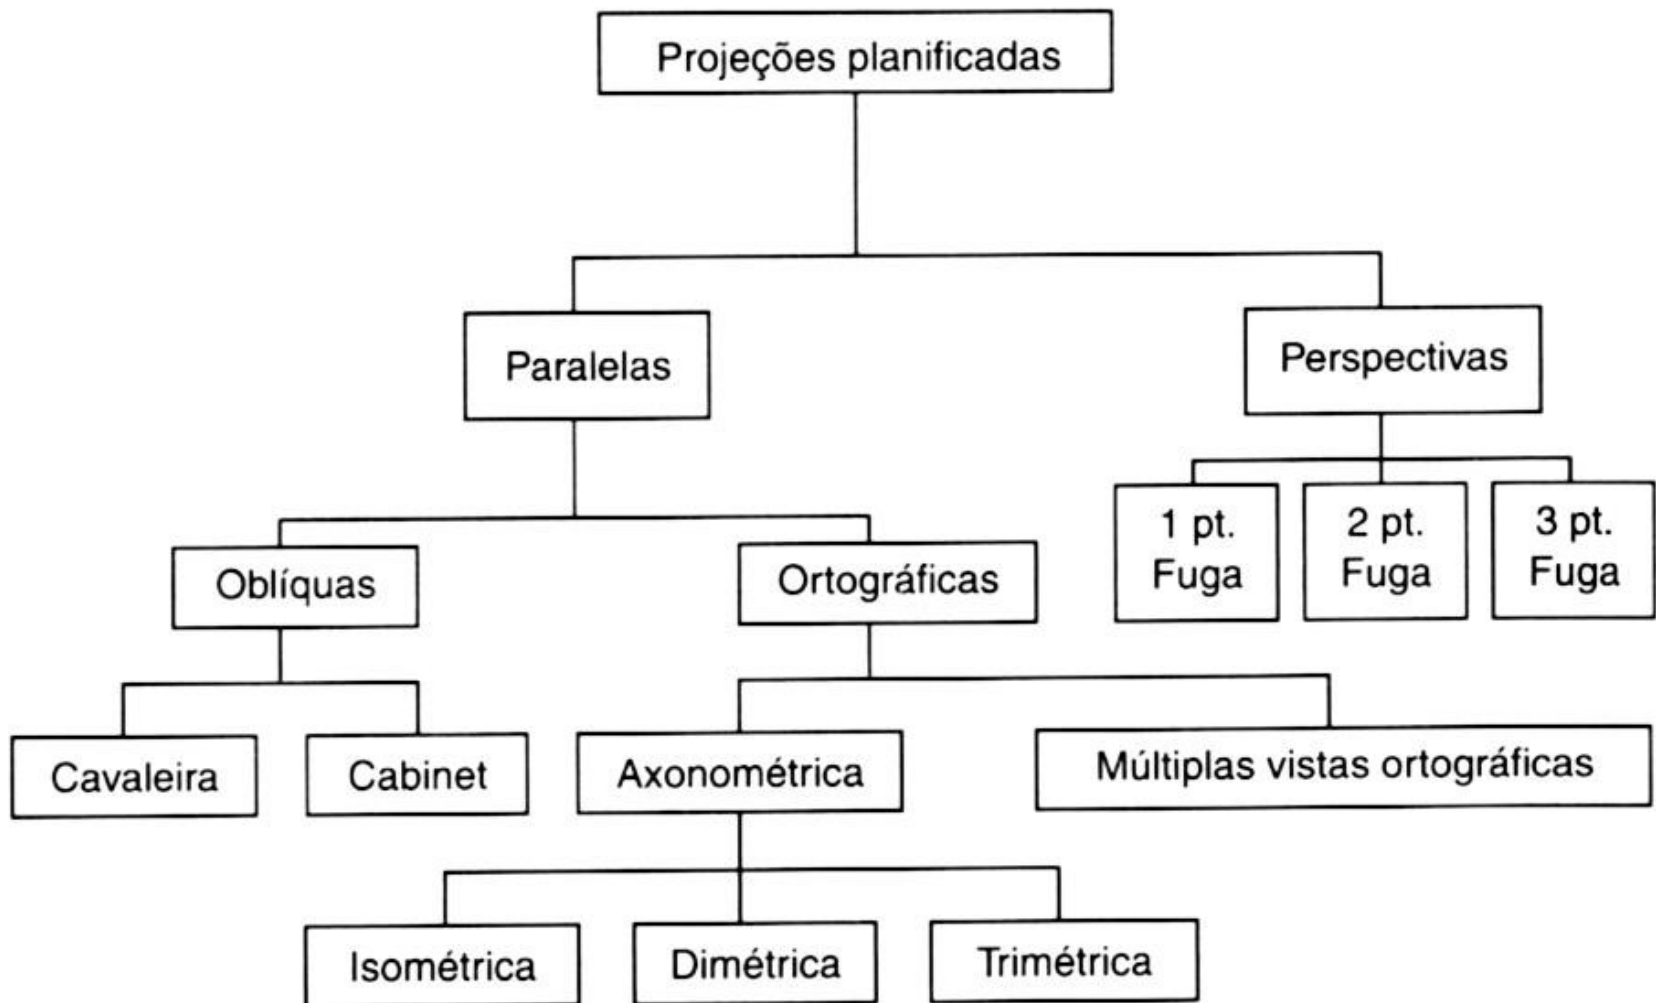 Projeções planificadas
Paralelas
Perspectivas
1 pt.
Fuga
2 pt.
Fuga
3 pt.
Fuga
Oblíquas
Ortográficas
Cavaleira
Cabinet
Axonométrica
Múltiplas vistas ortográficas
Isométrica
Dimétrica
Trimétrica